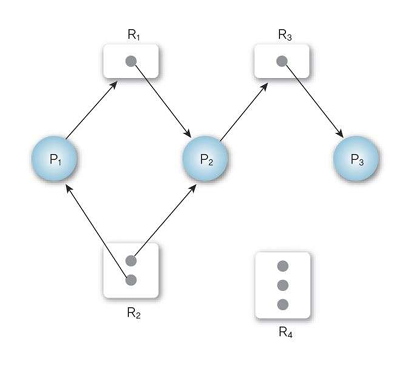 R₁
R₃
P₁
P₂
P₃
R₂
R₄